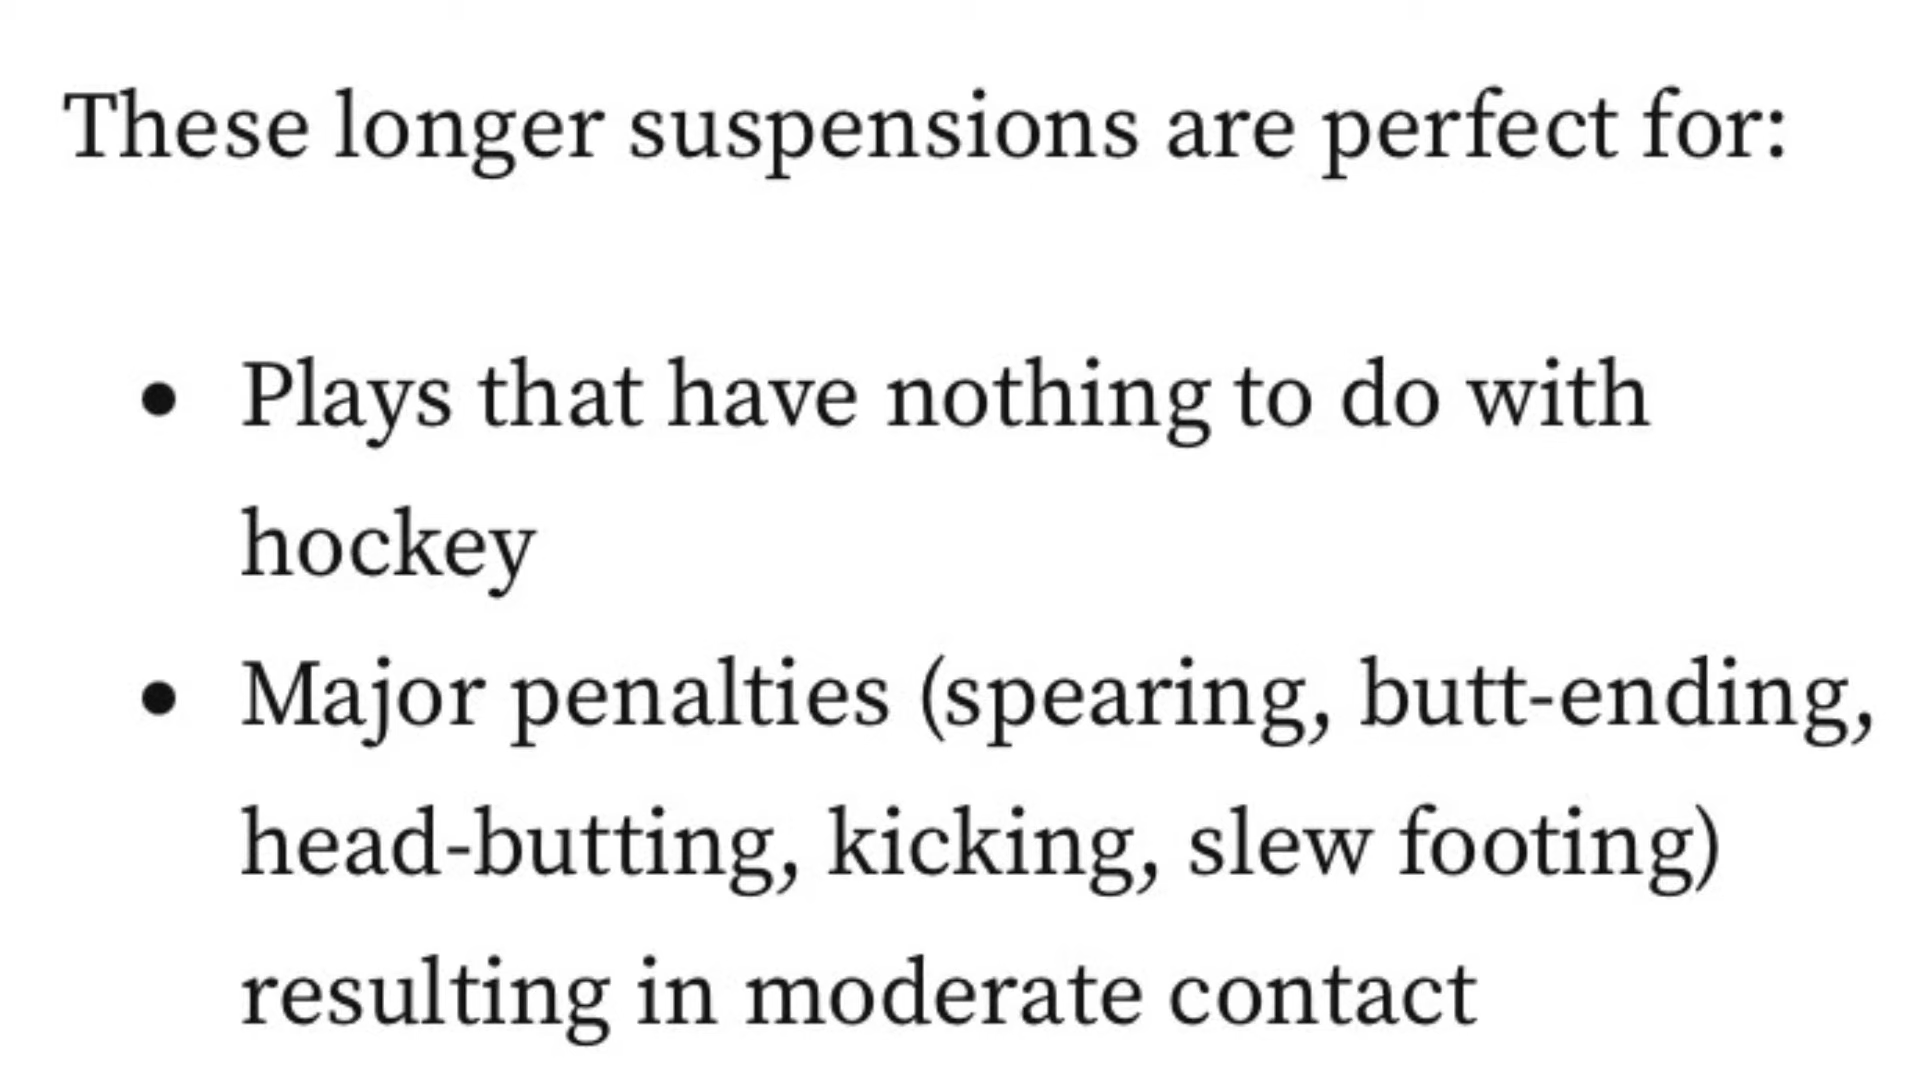 These longer suspensions are perfect for:
• Plays that have nothing to do with
hockey
• Major penalties (spearing, butt-ending,
head-butting, kicking, slew footing)
resulting in moderate contact